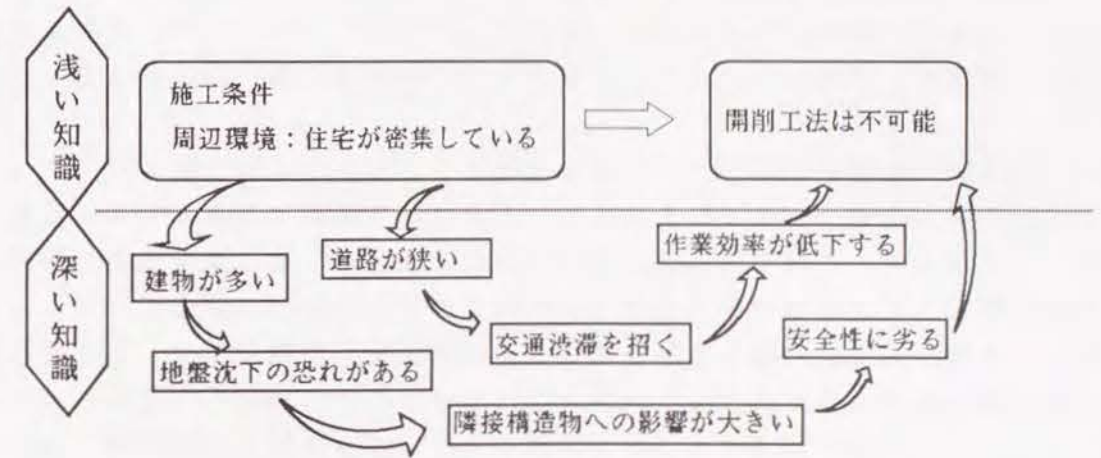 浅い知識
施工条件
周辺環境：住宅が密集している
開削工法は不可能
深い知識
建物が多い
道路が狭い
作業効率が低下する
交通渋滞を招く
安全性に劣る
地盤沈下の恐れがある
隣接構造物への影響が大きい